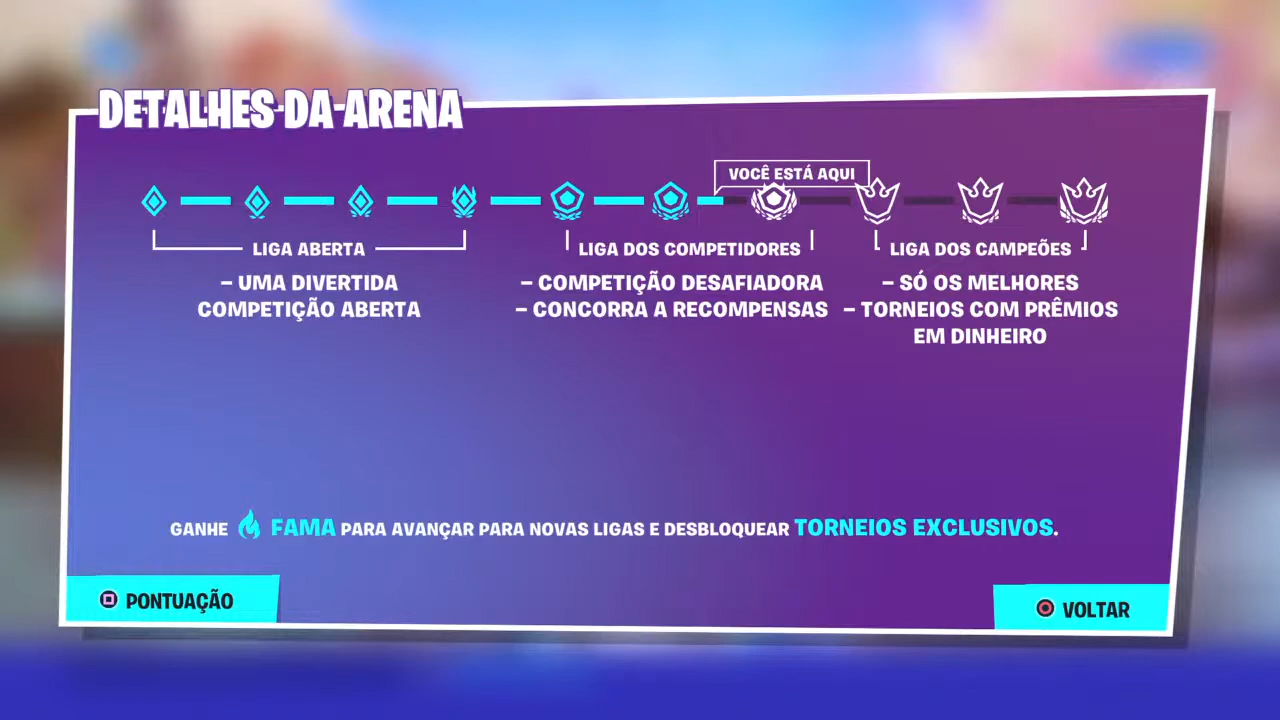 DETALHES DA ARENA
VOCÊ ESTÁ AQUI
LIGA ABERTA
– UMA DIVERTIDA
COMPETIÇÃO ABERTA
LIGA DOS COMPETIDORES
– COMPETIÇÃO DESAFIADORA
– CONCORRA A RECOMPENSAS
LIGA DOS CAMPEÕES
– SÓ OS MELHORES
– TORNEIOS COM PRÊMIOS
EM DINHEIRO
GANHE FAMA PARA AVANÇAR PARA NOVAS LIGAS E DESBLOQUEAR TORNEIOS EXCLUSIVOS.
PONTUAÇÃO
VOLTAR